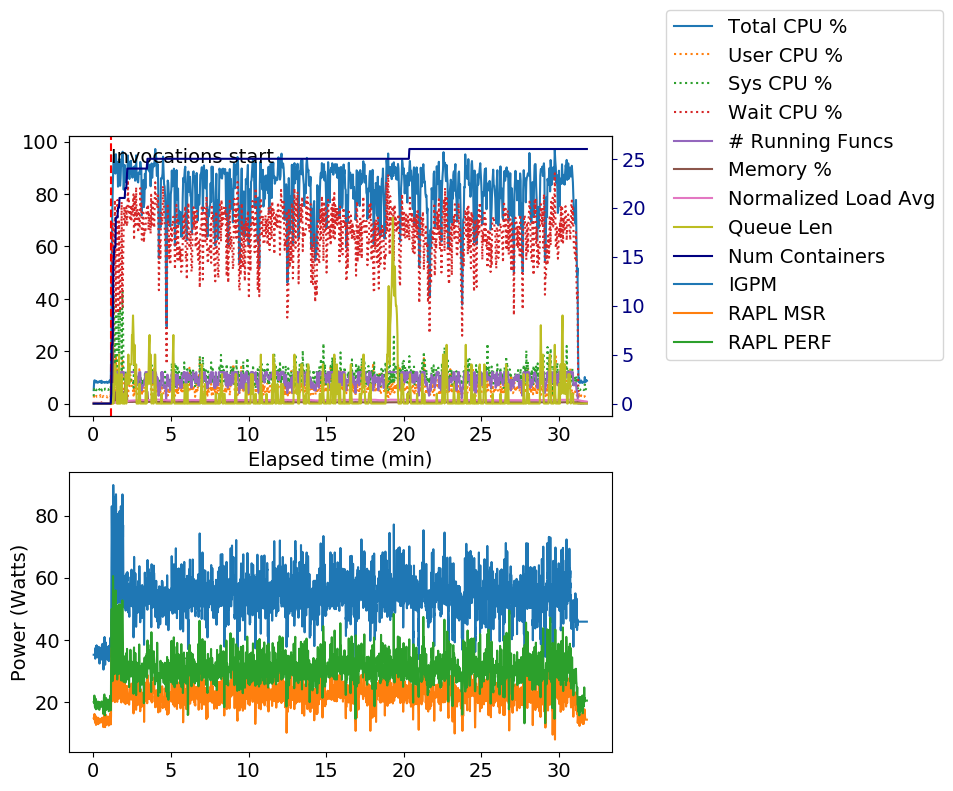 Total CPU %
User CPU %
Sys CPU %
Wait CPU %
# Running Funcs
Memory %
Normalized Load Avg
Queue Len
Num Containers
IGPM
RAPL MSR
RAPL PERF
Invocations start
100
80
60
40
20
0
25
20
15
10
5
0
0 5 10 15 20 25 30
Elapsed time (min)
Power (Watts)
80
60
40
20
0 5 10 15 20 25 30